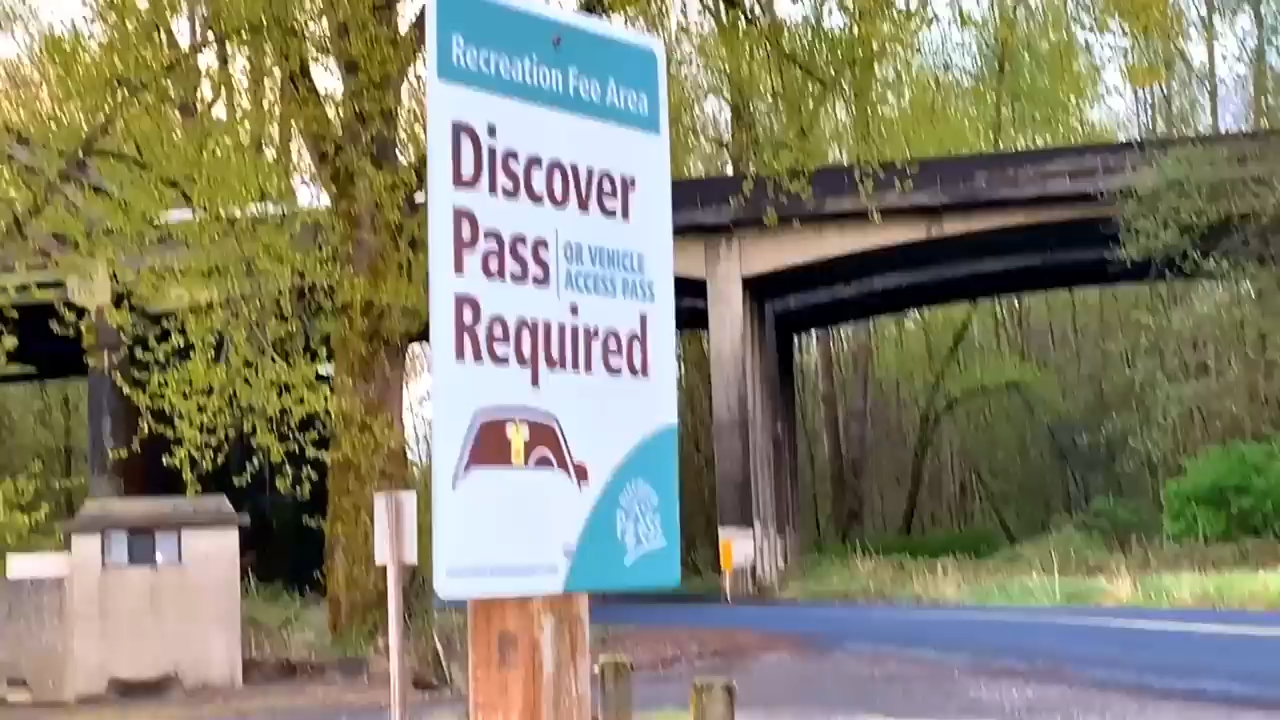 Recreation Fee Area
Discover
Pass
OR VEHICLE
ACCESS PASS
Required